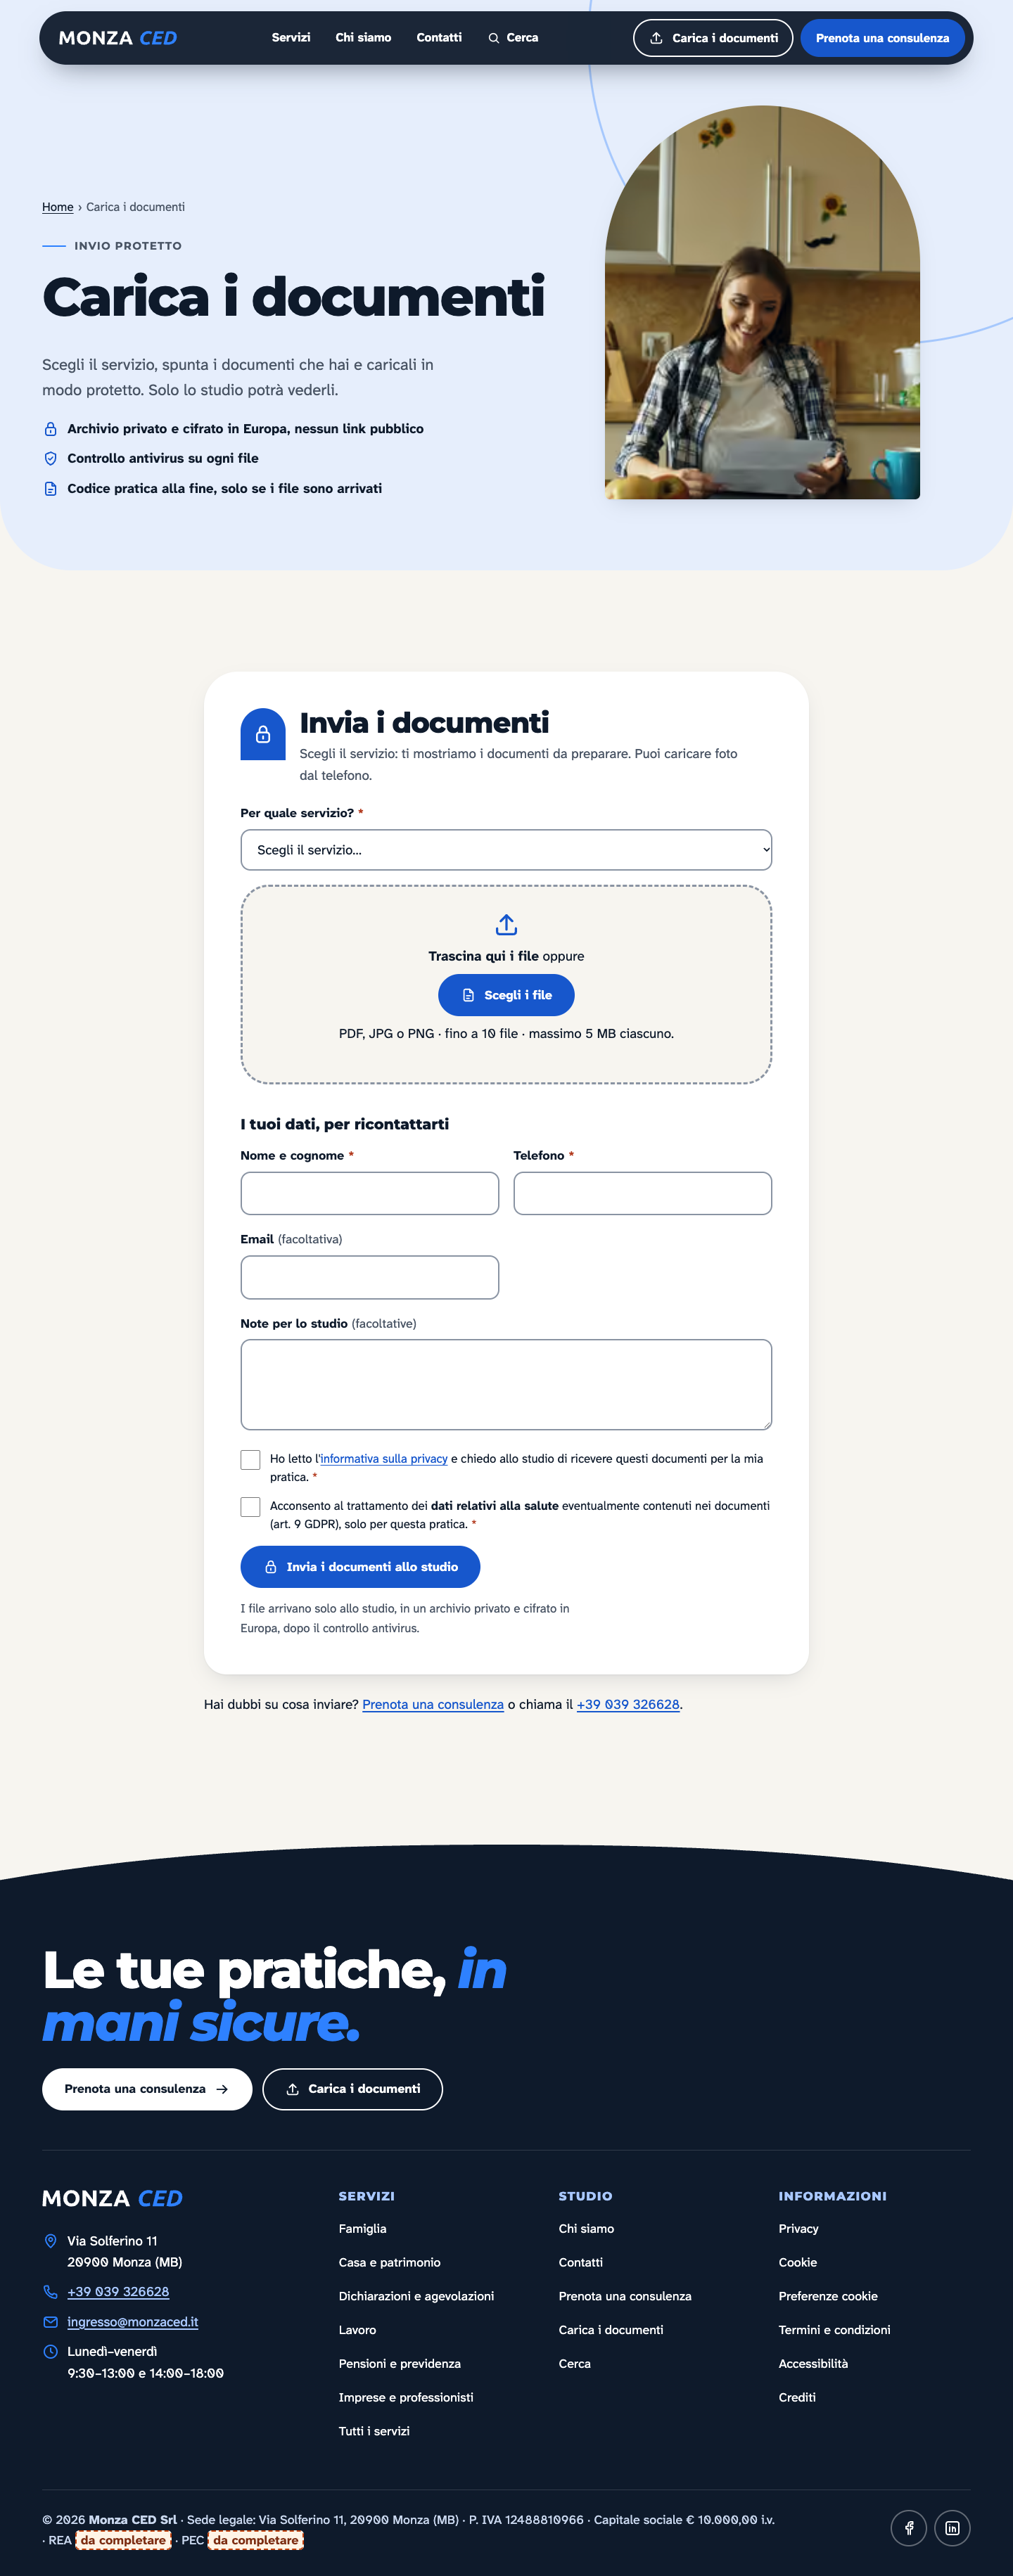 MONZA CED
Servizi
Chi siamo
Contatti
Cerca
Carica i documenti
Prenota una consulenza
Home › Carica i documenti
INVIO PROTETTO
Carica i documenti
Scegli il servizio, spunta i documenti che hai e caricali in
modo protetto. Solo lo studio potrà vederli.
Archivio privato e cifrato in Europa, nessun link pubblico
Controllo antivirus su ogni file
Codice pratica alla fine, solo se i file sono arrivati
Invia i documenti
Scegli il servizio: ti mostriamo i documenti da preparare. Puoi caricare foto
dal telefono.
Per quale servizio? *
Scegli il servizio...
Trascina qui i file oppure
Scegli i file
PDF, JPG o PNG · fino a 10 file · massimo 5 MB ciascuno.
I tuoi dati, per ricontattarti
Nome e cognome *
Telefono *
Email (facoltativa)
Note per lo studio (facoltative)
Ho letto l'informativa sulla privacy e chiedo allo studio di ricevere questi documenti per la mia
pratica. *
Acconsento al trattamento dei dati relativi alla salute eventualmente contenuti nei documenti
(art. 9 GDPR), solo per questa pratica. *
Invia i documenti allo studio
I file arrivano solo allo studio, in un archivio privato e cifrato in
Europa, dopo il controllo antivirus.
Hai dubbi su cosa inviare? Prenota una consulenza o chiama il +39 039 326628.
Le tue pratiche, in
mani sicure.
Prenota una consulenza
Carica i documenti
MONZA CED
Via Solferino 11
20900 Monza (MB)
+39 039 326628
ingresso@monzaced.it
Lunedì–venerdì
9:30–13:00 e 14:00–18:00
SERVIZI
Famiglia
Casa e patrimonio
Dichiarazioni e agevolazioni
Lavoro
Pensioni e previdenza
Imprese e professionisti
Tutti i servizi
STUDIO
Chi siamo
Contatti
Prenota una consulenza
Carica i documenti
Cerca
INFORMAZIONI
Privacy
Cookie
Preferenze cookie
Termini e condizioni
Accessibilità
Crediti
© 2026 Monza CED Srl · Sede legale: Via Solferino 11, 20900 Monza (MB) · P. IVA 12488810966 · Capitale sociale € 10.000,00 i.v.
· REA da completare · PEC da completare